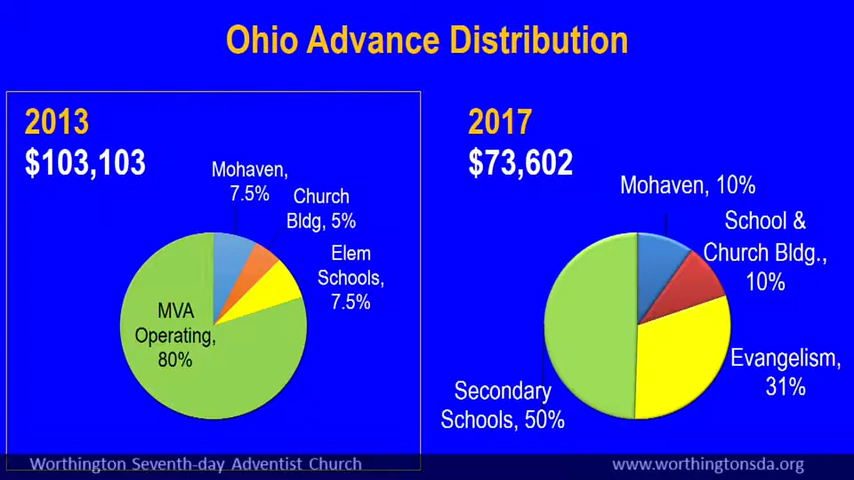 Ohio Advance Distribution
2013
$103,103
Mohaven,
7.5%
Church
Bldg, 5%
Elem
Schools,
7.5%
MVA
Operating,
80%
2017
$73,602
Mohaven, 10%
School &
Church Bldg.,
10%
Evangelism,
31%
Secondary
Schools, 50%
Worthington Seventh-day Adventist Church
www.worthingtonsda.org